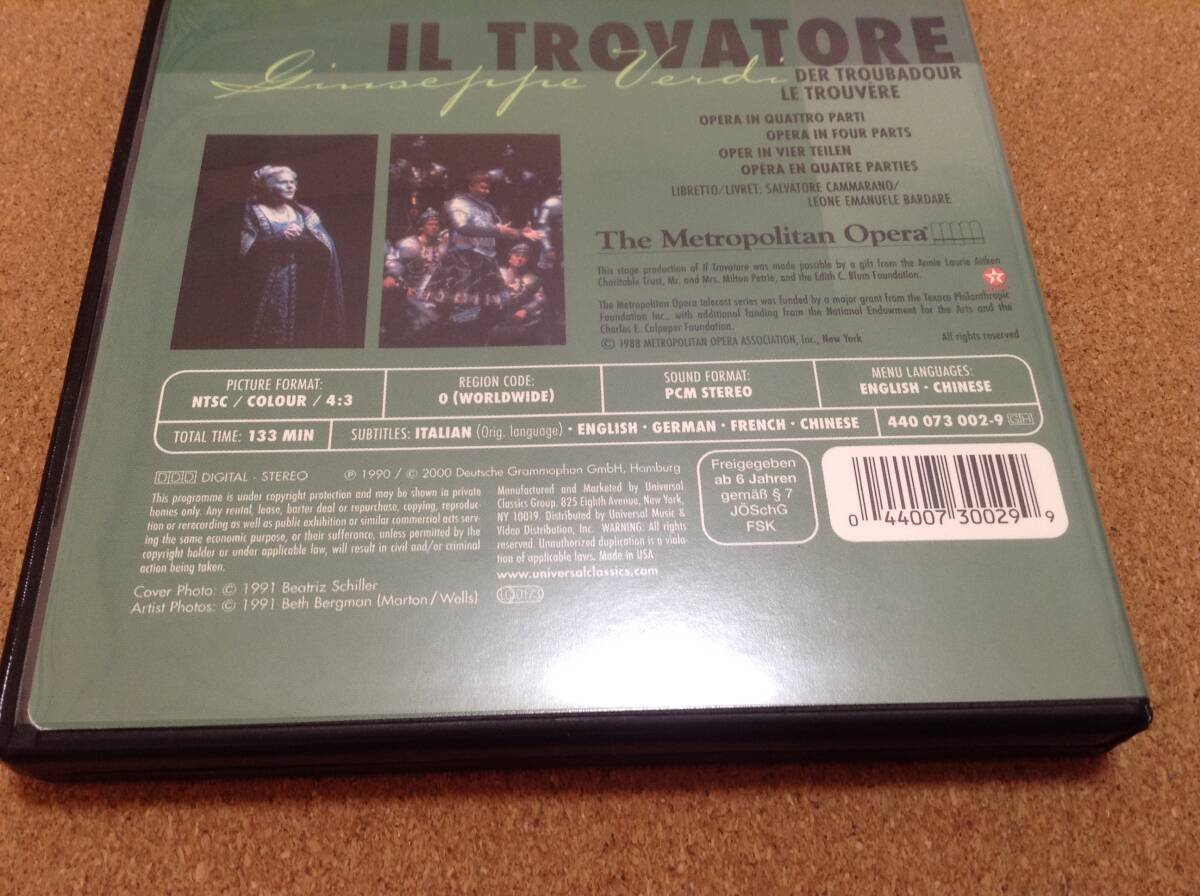 IL TROVATORE
Giuseppe Verdi
DER TROUBADOUR
LE TROUVÈRE
OPERA IN QUATTRO PARTI
OPERA IN FOUR PARTS
OPER IN VIER TEILEN
OPÉRA EN QUATRE PARTIES
LIBRETTO/LIVRET: SALVATORE CAMMARANO/
LEONE EMANUELE BARDARE
The Metropolitan Opera
This stage production of Il Trovatore was made possible by a gift from the Annie Laurie Aitken
Charitable Trust, Mr. and Mrs. Milton Petrie, and the Edith C. Blum Foundation.
The Metropolitan Opera telecast series was funded by a major grant from the Texaco Philanthropic
Foundation Inc., with additional funding from the National Endowment for the Arts and the
Charles E. Culpeper Foundation.
© 1988 METROPOLITAN OPERA ASSOCIATION, Inc., New York All rights reserved
PICTURE FORMAT:
NTSC / COLOUR / 4:3
REGION CODE:
0 (WORLDWIDE)
SOUND FORMAT:
PCM STEREO
MENU LANGUAGES:
ENGLISH · CHINESE
TOTAL TIME: 133 MIN
SUBTITLES: ITALIAN (Orig. language) · ENGLISH · GERMAN · FRENCH · CHINESE
440 073 002-9 GH
DDD DIGITAL - STEREO
℗ 1990 / © 2000 Deutsche Grammophon GmbH, Hamburg
This programme is under copyright protection and may be shown in private
homes only. Any rental, lease, barter deal or repurchase, copying, reproduc-
tion or rerecording as well as public exhibition or similar commercial acts serv-
ing the same economic purpose, or their sufferance, unless permitted by the
copyright holder or under applicable law, will result in civil and/or criminal
action being taken.
Manufactured and Marketed by Universal
Classics Group. 825 Eighth Avenue, New York,
NY 10019. Distributed by Universal Music &
Video Distribution, Inc. WARNING: All rights
reserved. Unauthorized duplication is a viola-
tion of applicable laws. Made in USA
www.universalclassics.com
Freigegeben
ab 6 Jahren
gemäß § 7
JÖSchG
FSK
0 44007 30029 9
Cover Photo: © 1991 Beatriz Schiller
Artist Photos: © 1991 Beth Bergman (Marton/Wells)